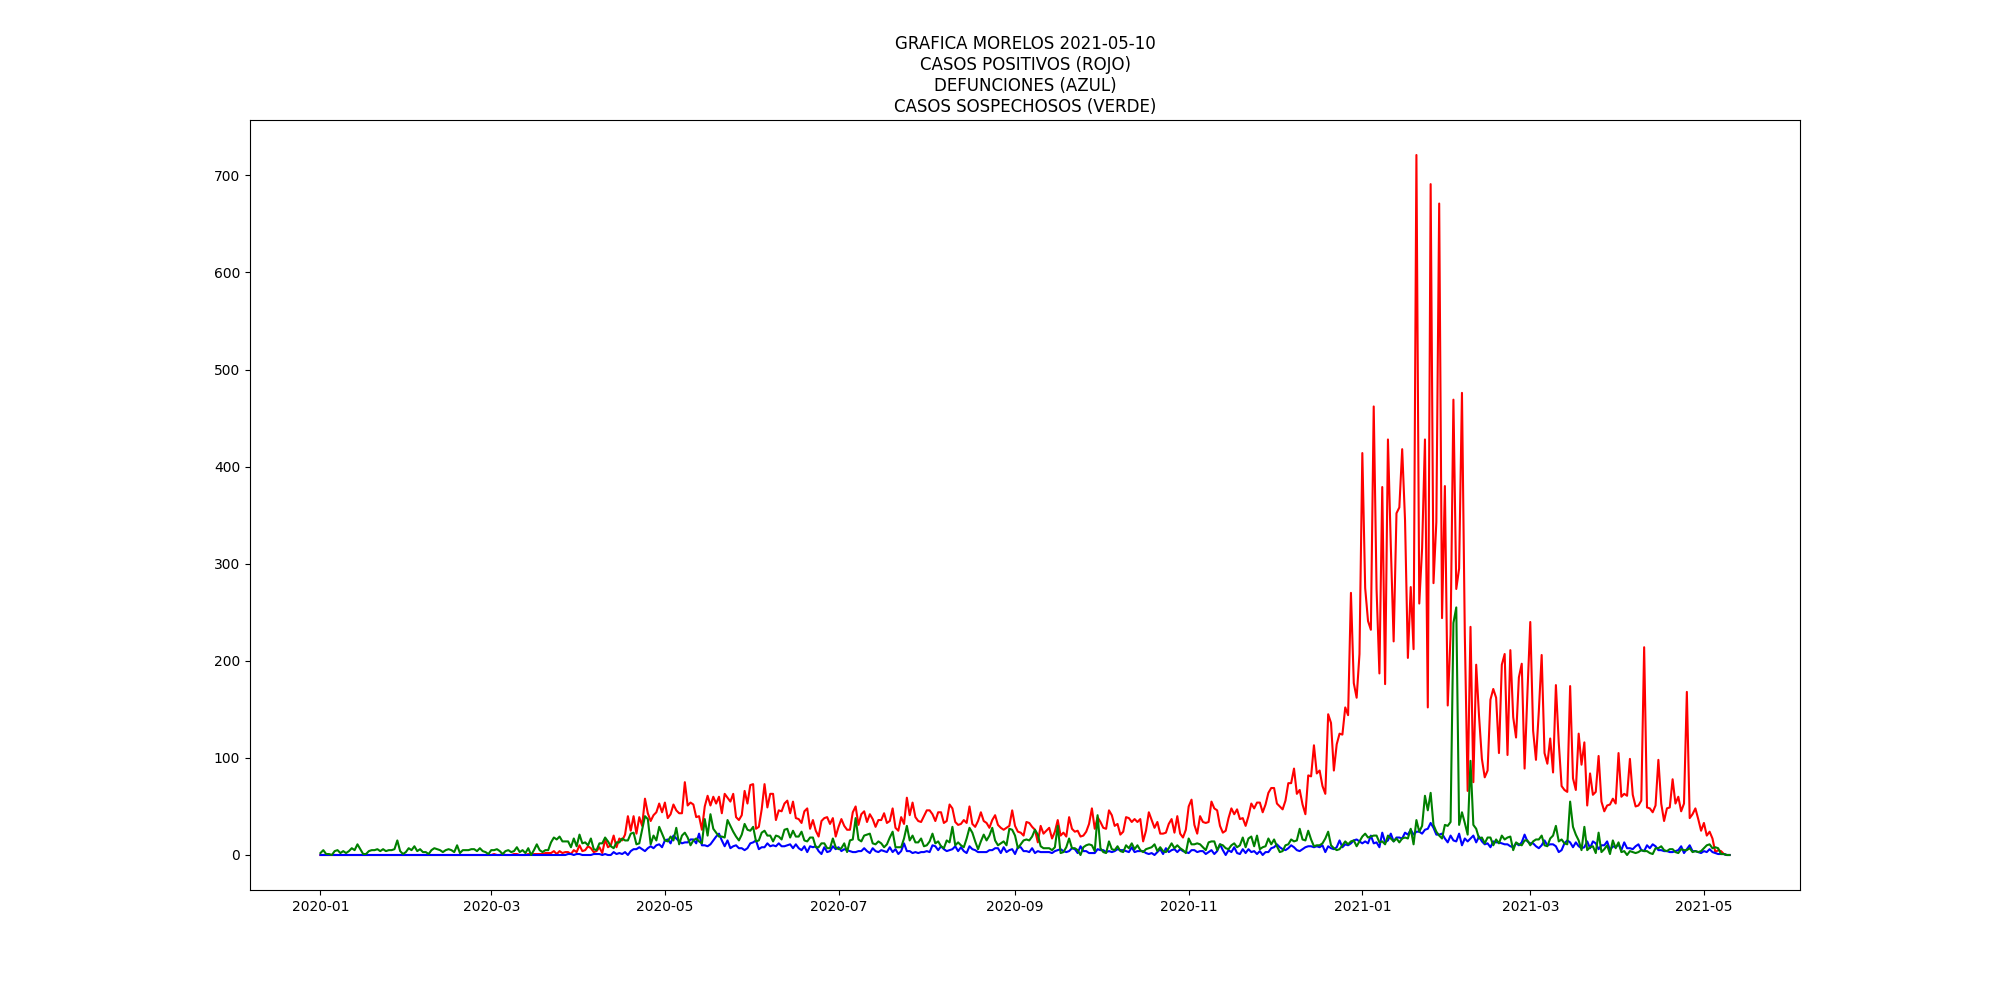 GRAFICA MORELOS 2021-05-10
CASOS POSITIVOS (ROJO)
DEFUNCIONES (AZUL)
CASOS SOSPECHOSOS (VERDE)
700
600
500
400
300
200
100
0
2020-01 2020-03 2020-05 2020-07 2020-09 2020-11 2021-01 2021-03 2021-05